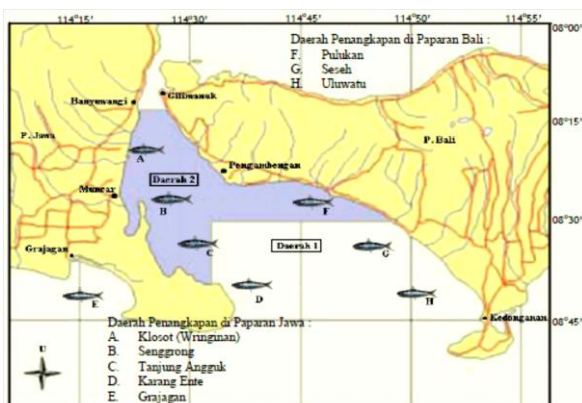 114°15' 114°30' 114°45' 114°50' 114°55'
08°00'
Daerah Penangkapan di Paparan Bali :
F. Pulukan
G. Seseh
H. Uluwatu
Gilimanuk
Banyuwangi
08°15'
P. Jawa
P. Bali
A
Pengambengan
Daerah 2
Muncar
B
F
08°30'
Daerah 1
C
G
Grajagan
D
E
H
Kedonganan
08°45'
Daerah Penangkapan di Paparan Jawa :
A. Klosot (Wringinan)
B. Senggrong
C. Tanjung Angguk
D. Karang Ente
E. Grajagan
U